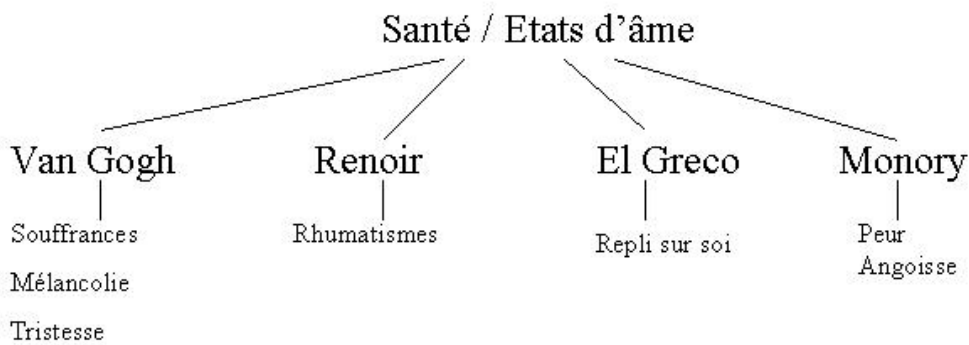 Santé / Etats d'âme
Van Gogh
Renoir
El Greco
Monory
Souffrances
Mélancolie
Tristesse
Rhumatismes
Repli sur soi
Peur
Angoisse